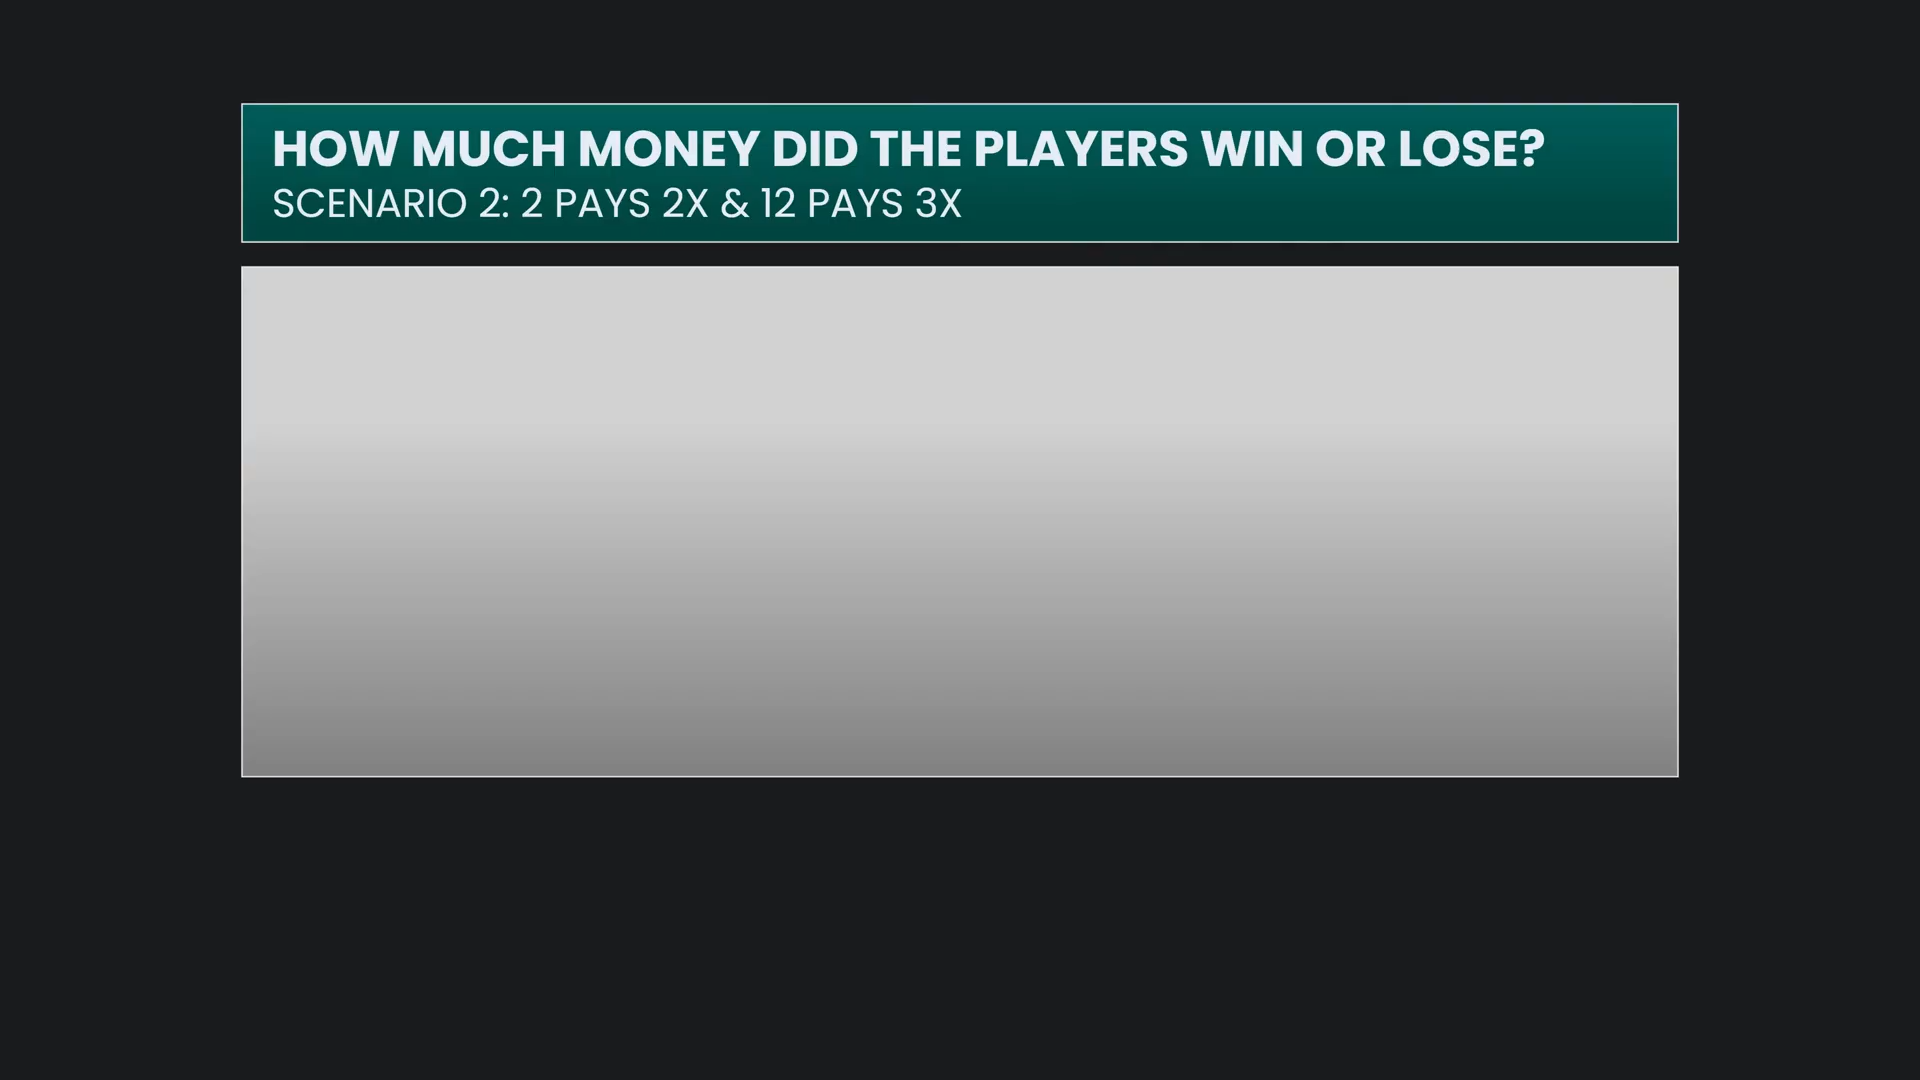 HOW MUCH MONEY DID THE PLAYERS WIN OR LOSE?
SCENARIO 2: 2 PAYS 2X & 12 PAYS 3X